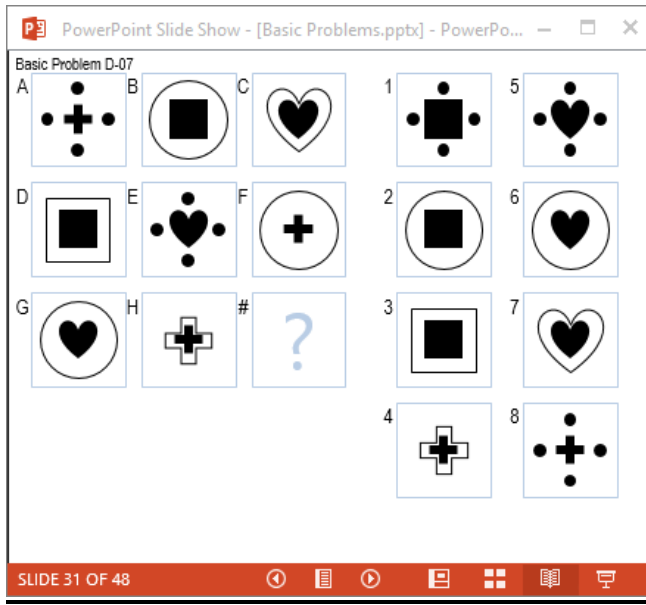 PowerPoint Slide Show - [Basic Problems.pptx] - PowerPo...
Basic Problem D-07
A B C 1 5
D E F 2 6
G H # 3 7
?
4 8
SLIDE 31 OF 48